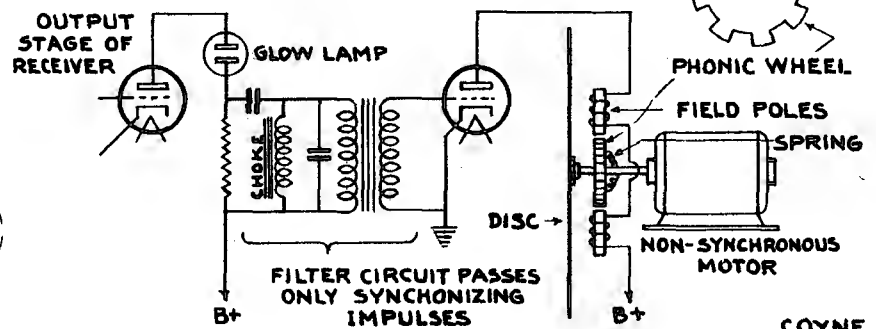 OUTPUT
STAGE OF
RECEIVER
GLOW LAMP
CHOKE
FILTER CIRCUIT PASSES
ONLY SYNCHONIZING
IMPULSES
B+
PHONIC WHEEL
FIELD POLES
SPRING
DISC
NON-SYNCHRONOUS
MOTOR
B+
COYNE